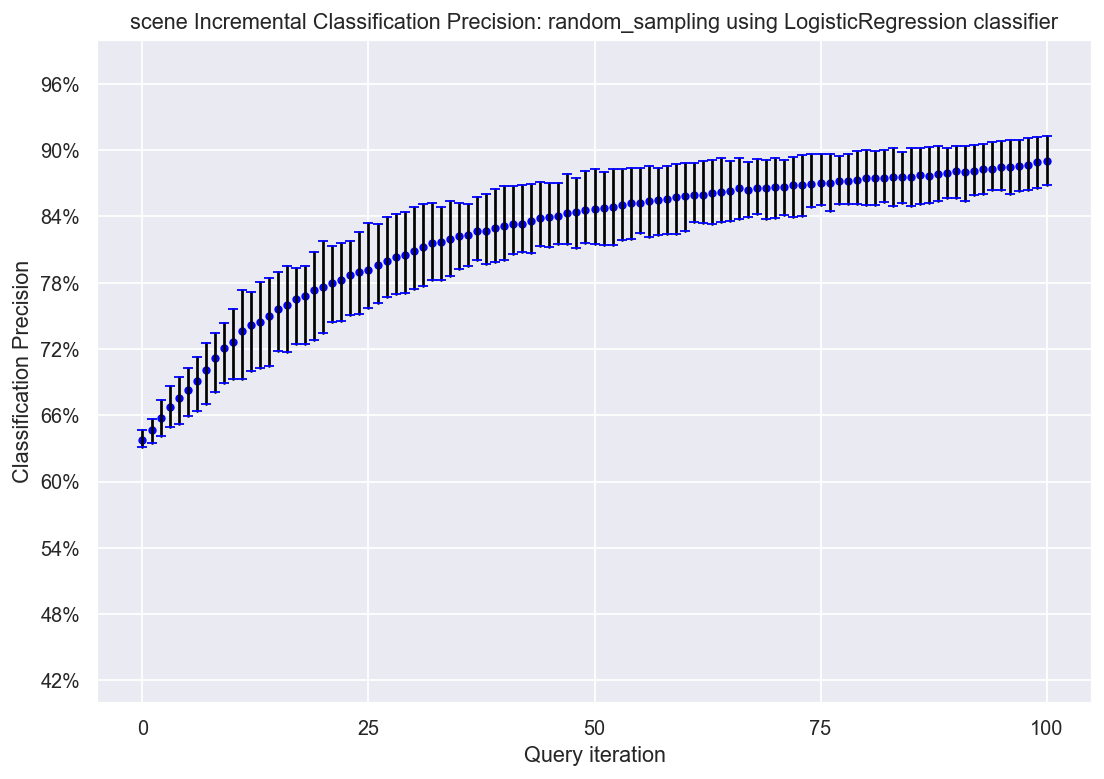 scene Incremental Classification Precision: random_sampling using LogisticRegression classifier
96%
90%
84%
78%
72%
66%
60%
54%
48%
42%
Classification Precision
0 25 50 75 100
Query iteration